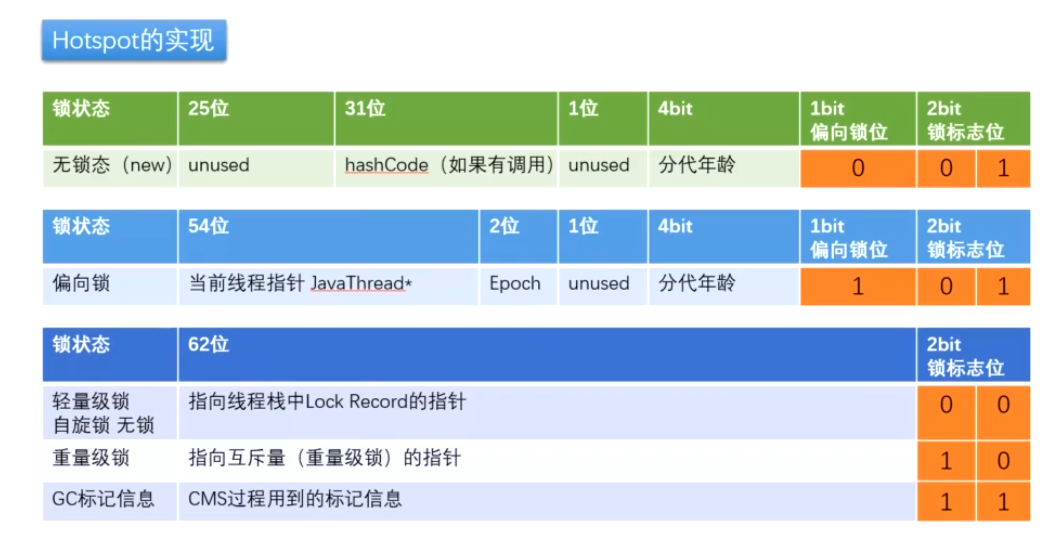 Hotspot的实现
锁状态 25位 31位 1位 4bit 1bit 2bit
偏向锁位 锁标志位
无锁态（new） unused hashCode（如果有调用） unused 分代年龄 0 0 1
锁状态 54位 2位 1位 4bit 1bit 2bit
偏向锁位 锁标志位
偏向锁 当前线程指针 JavaThread* Epoch unused 分代年龄 1 0 1
锁状态 62位 2bit
锁标志位
轻量级锁 指向线程栈中Lock Record的指针 0 0
自旋锁 无锁
重量级锁 指向互斥量（重量级锁）的指针 1 0
GC标记信息 CMS过程用到的标记信息 1 1